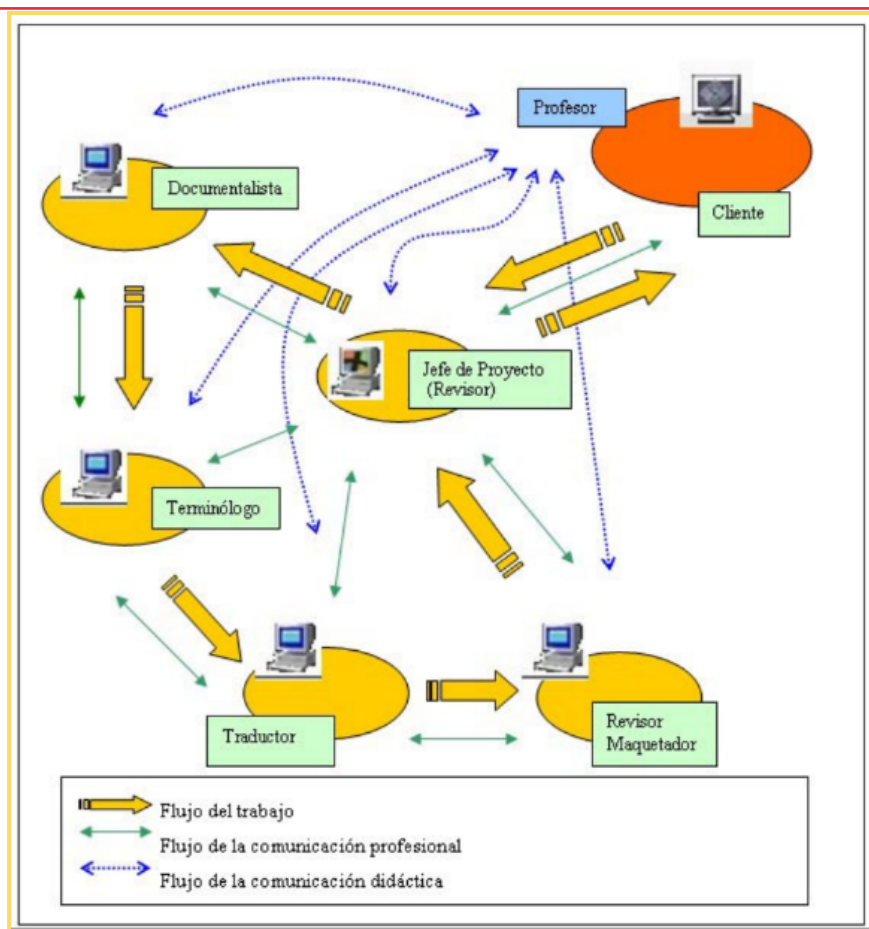 Profesor
Documentalista
Cliente
Jefe de Proyecto
(Revisor)
Terminólogo
Traductor
Revisor
Maquetador
Flujo del trabajo
Flujo de la comunicación profesional
Flujo de la comunicación didáctica